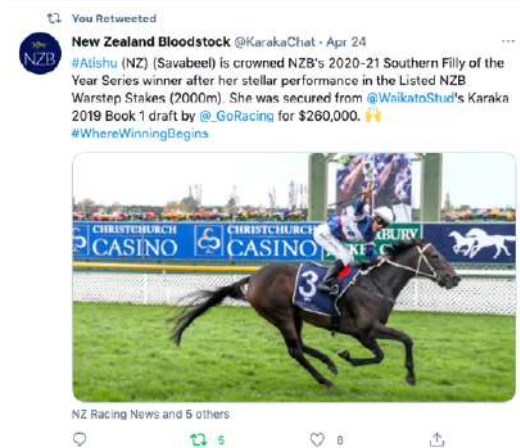 You Retweeted
New Zealand Bloodstock @KarakaChat · Apr 24
NZB
#Atishu (NZ) (Savabeel) is crowned NZB's 2020-21 Southern Filly of the
Year Series winner after her stellar performance in the Listed NZB
Warstep Stakes (2000m). She was secured from @WaikatoStud's Karaka
2019 Book 1 draft by @_GoRacing for $260,000. 🙌
#WhereWinningBegins
CHRISTCHURCH
CASINO
CHRISTCHURCH
CASINO
3
NZ Racing News and 5 others
5
8